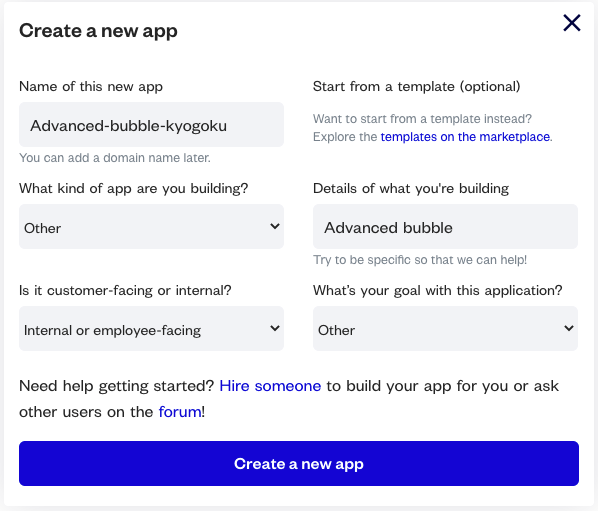 Create a new app
Name of this new app
Advanced-bubble-kyogoku
You can add a domain name later.
Start from a template (optional)
Want to start from a template instead?
Explore the templates on the marketplace.
What kind of app are you building?
Other
Details of what you're building
Advanced bubble
Try to be specific so that we can help!
Is it customer-facing or internal?
Internal or employee-facing
What's your goal with this application?
Other
Need help getting started? Hire someone to build your app for you or ask
other users on the forum!
Create a new app